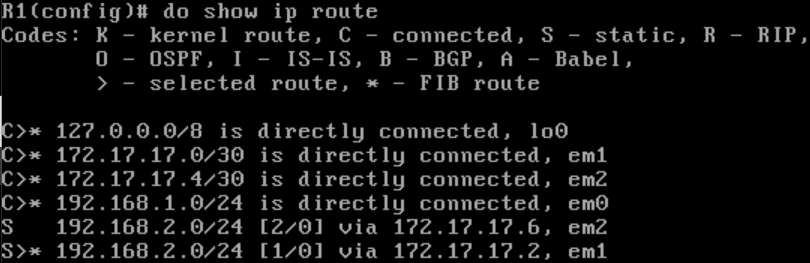 R1(config)# do show ip route
Codes: K - kernel route, C - connected, S - static, R - RIP,
       O - OSPF, I - IS-IS, B - BGP, A - Babel,
       > - selected route, * - FIB route

C>* 127.0.0.0/8 is directly connected, lo0
C>* 172.17.17.0/30 is directly connected, em1
C>* 172.17.17.4/30 is directly connected, em2
C>* 192.168.1.0/24 is directly connected, em0
S   192.168.2.0/24 [2/0] via 172.17.17.6, em2
S>* 192.168.2.0/24 [1/0] via 172.17.17.2, em1